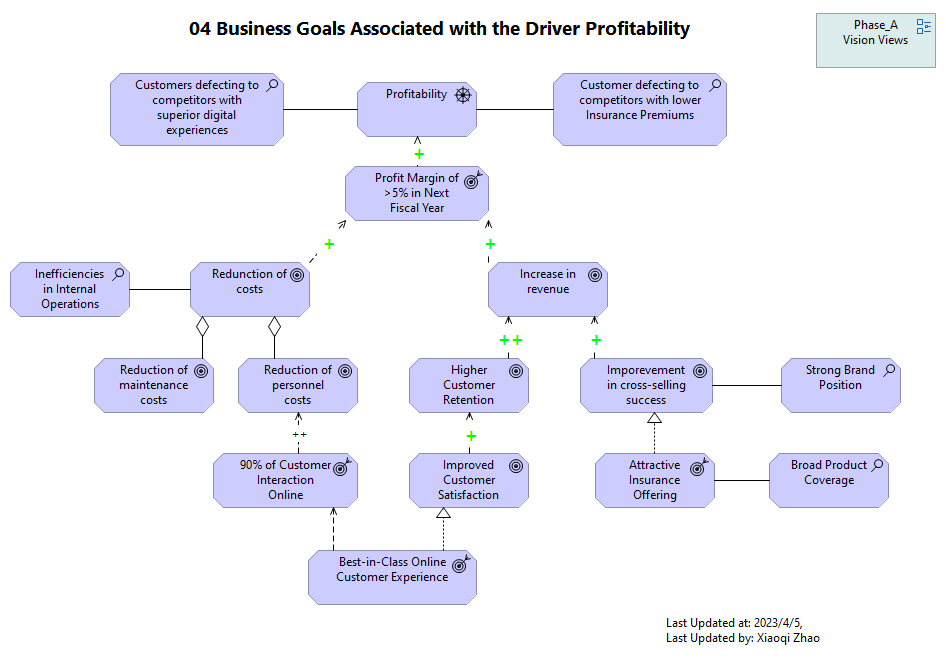 04 Business Goals Associated with the Driver Profitability
Phase_A
Vision Views
Customers defecting to
competitors with
superior digital
experiences
Profitability
Customer defecting to
competitors with lower
Insurance Premiums
+
Profit Margin of
>5% in Next
Fiscal Year
+
+
Inefficiencies
in Internal
Operations
Redunction of
costs
Increase in
revenue
++
+
Reduction of
maintenance
costs
Reduction of
personnel
costs
Higher
Customer
Retention
Imporevement
in cross-selling
success
Strong Brand
Position
++
+
90% of Customer
Interaction
Online
Improved
Customer
Satisfaction
Attractive
Insurance
Offering
Broad Product
Coverage
Best-in-Class Online
Customer Experience
Last Updated at: 2023/4/5,
Last Updated by: Xiaoqi Zhao